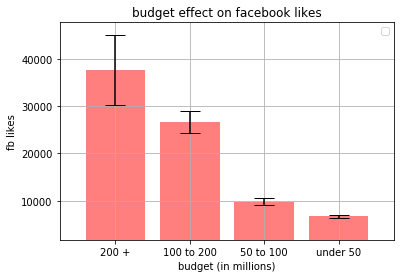 budget effect on facebook likes
fb likes
40000
30000
20000
10000
200 +
100 to 200
50 to 100
under 50
budget (in millions)